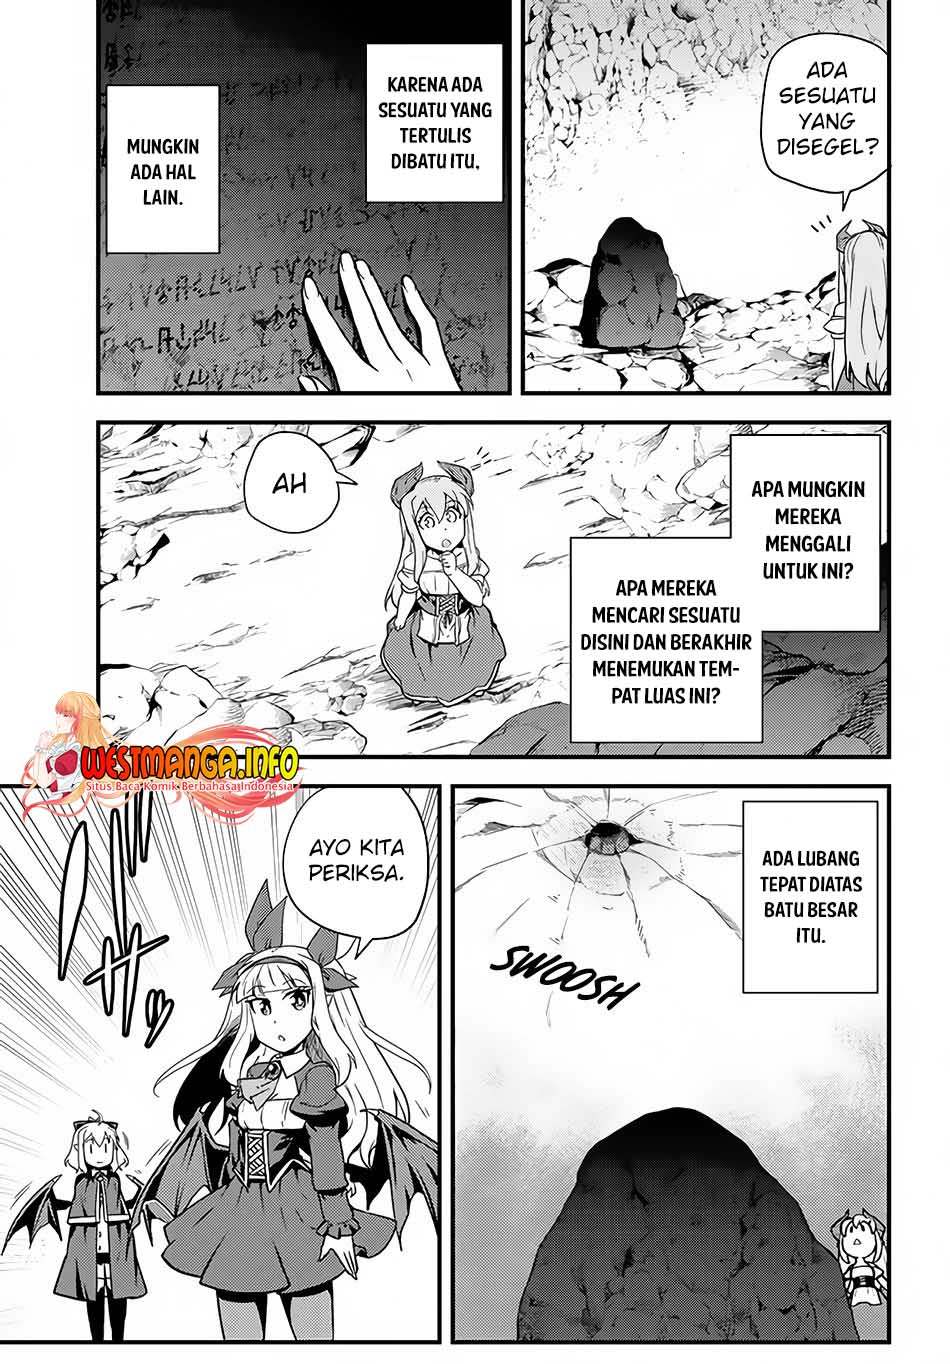 ADA
SESUATU
YANG
DISEGEL?
KARENA ADA
SESUATU YANG
TERTULIS
DIBATU ITU,
MUNGKIN
ADA HAL
LAIN.
APA MUNGKIN
MEREKA
MENGGALI
UNTUK INI?
APA MEREKA
MENCARI SESUATU
DISINI DAN BERAKHIR
MENEMUKAN TEM-
PAT LUAS INI?
AH
WESTMANGA.INFO
Situs Baca Komik Berbahasa Indonesia
ADA LUBANG
TEPAT DIATAS
BATU BESAR
ITU.
SWOOSH
AYO KITA
PERIKSA.